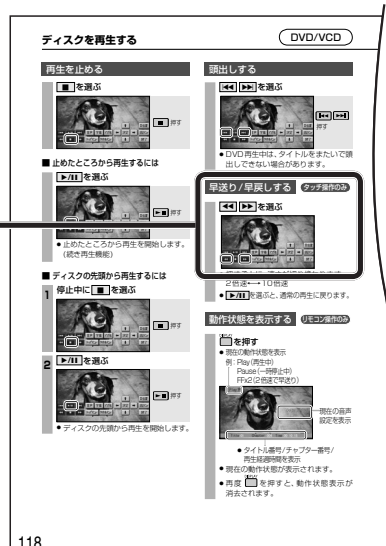 ディスクを再生する
DVD/VCD
再生を止める
■を選ぶ
■ 押す
■ 止めたところから再生するには
▶/IIを選ぶ
▶■ 押す
● 止めたところから再生を開始します。
(続き再生機能)
■ ディスクの先頭から再生するには
1 停止中に■を選ぶ
■ 押す
2 ▶/IIを選ぶ
▶■ 押す
● ディスクの先頭から再生を開始します。
頭出しする
|◀◀ ▶▶|を選ぶ
|◀◀ ▶▶|
押す
● DVD再生中は、タイトルをまたいで頭
出しできない場合があります。
早送り/早戻しする タッチ操作のみ
◀◀ ▶▶を選ぶ
2倍速⟷10倍速
● ▶/IIを選ぶと、通常の再生に戻ります。
動作状態を表示する リモコン操作のみ
を押す
● 現在の動作状態を表示
例：Play(再生中)
Pause(一時停止中)
FFx2(2倍速で早送り)
現在の音声
設定を表示
● タイトル番号/チャプター番号/
再生経過時間を表示
● 現在の動作状態が表示されます。
● 再度 を押すと、動作状態表示が
消去されます。
118